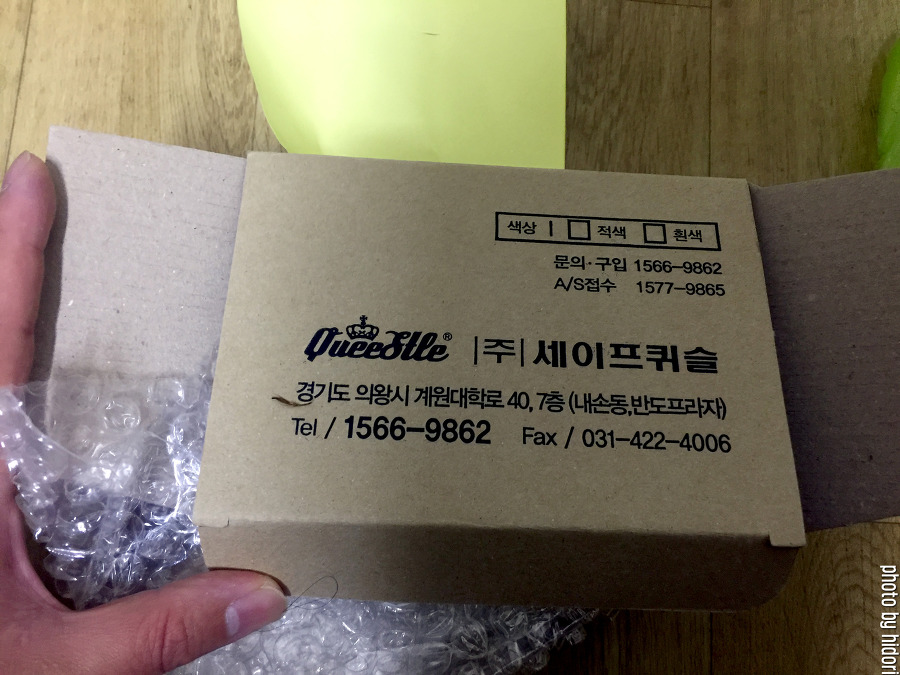 색상 | □ 적색 □ 흰색
문의·구입 1566-9862
A/S접수 1577-9865
QueeStle® |주| 세이프퀴슬
경기도 의왕시 계원대학로 40, 7층 (내손동,반도프라자)
Tel / 1566-9862 Fax / 031-422-4006
photo by hidori